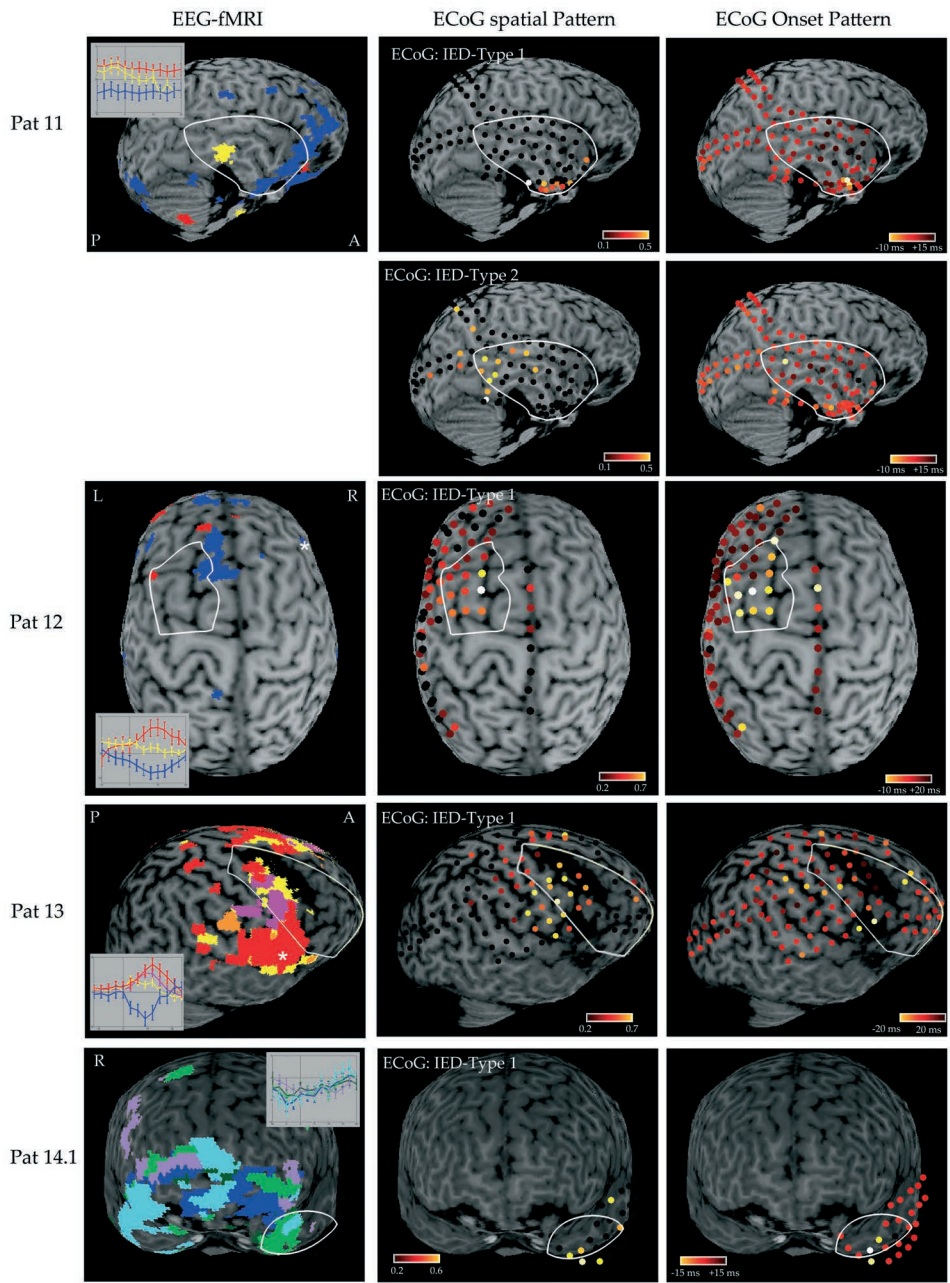 EEG-fMRI
ECoG spatial Pattern
ECoG Onset Pattern
Pat 11
P
A
ECoG: IED-Type 1
0.1 0.5
-10 ms +15 ms
ECoG: IED-Type 2
0.1 0.5
-10 ms +15 ms
Pat 12
L
R
*
ECoG: IED-Type 1
0.2 0.7
-10 ms +20 ms
Pat 13
P
A
*
ECoG: IED-Type 1
0.2 0.7
-20 ms 20 ms
Pat 14.1
R
ECoG: IED-Type 1
0.2 0.6
-15 ms +15 ms